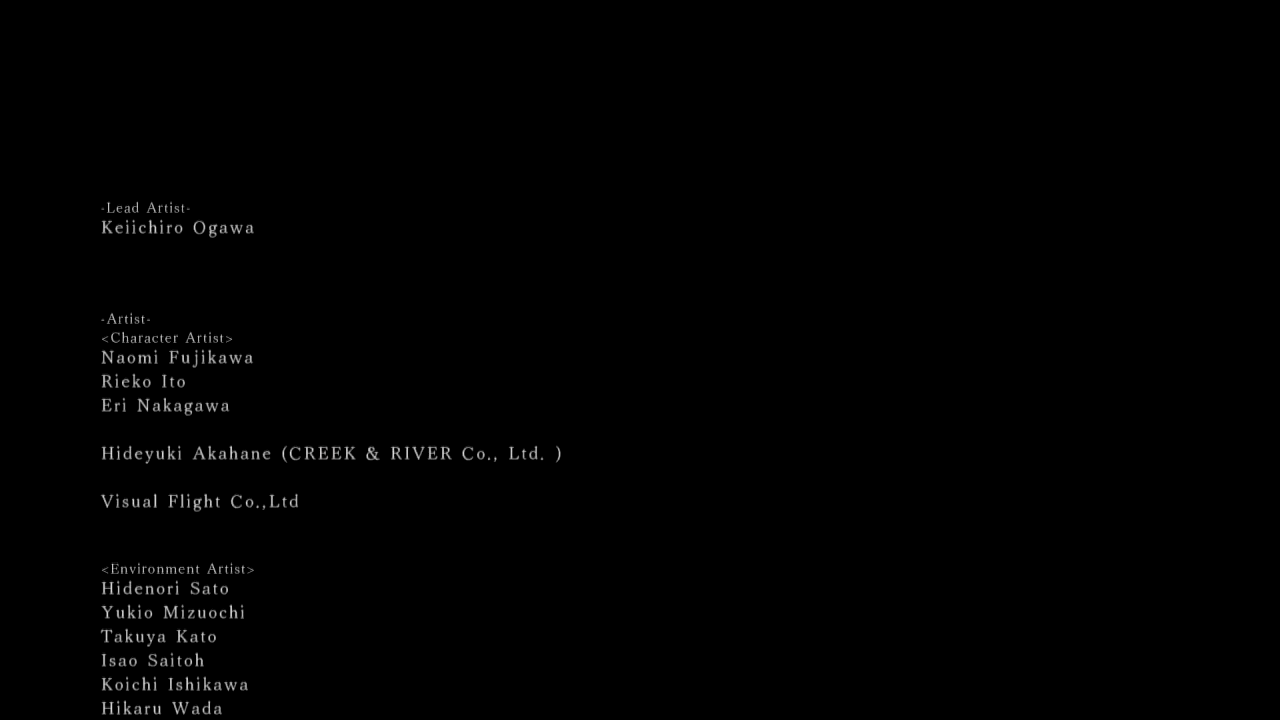 -Lead Artist-
Keiichiro Ogawa
-Artist-
<Character Artist>
Naomi Fujikawa
Rieko Ito
Eri Nakagawa
Hideyuki Akahane (CREEK & RIVER Co., Ltd. )
Visual Flight Co.,Ltd
<Environment Artist>
Hidenori Sato
Yukio Mizuochi
Takuya Kato
Isao Saitoh
Koichi Ishikawa
Hikaru Wada